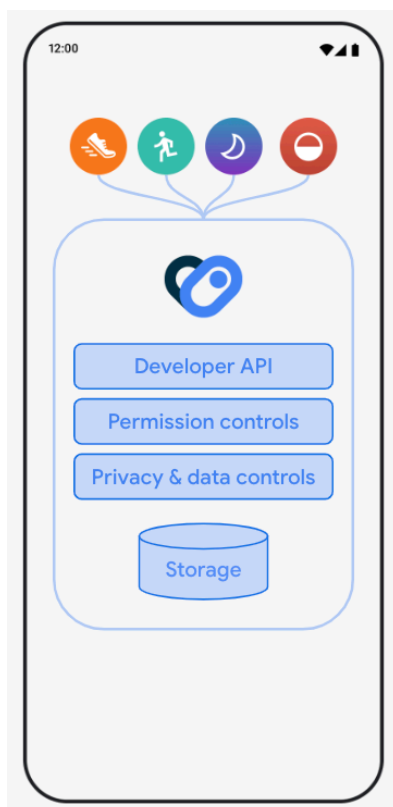 12:00
Developer API
Permission controls
Privacy & data controls
Storage